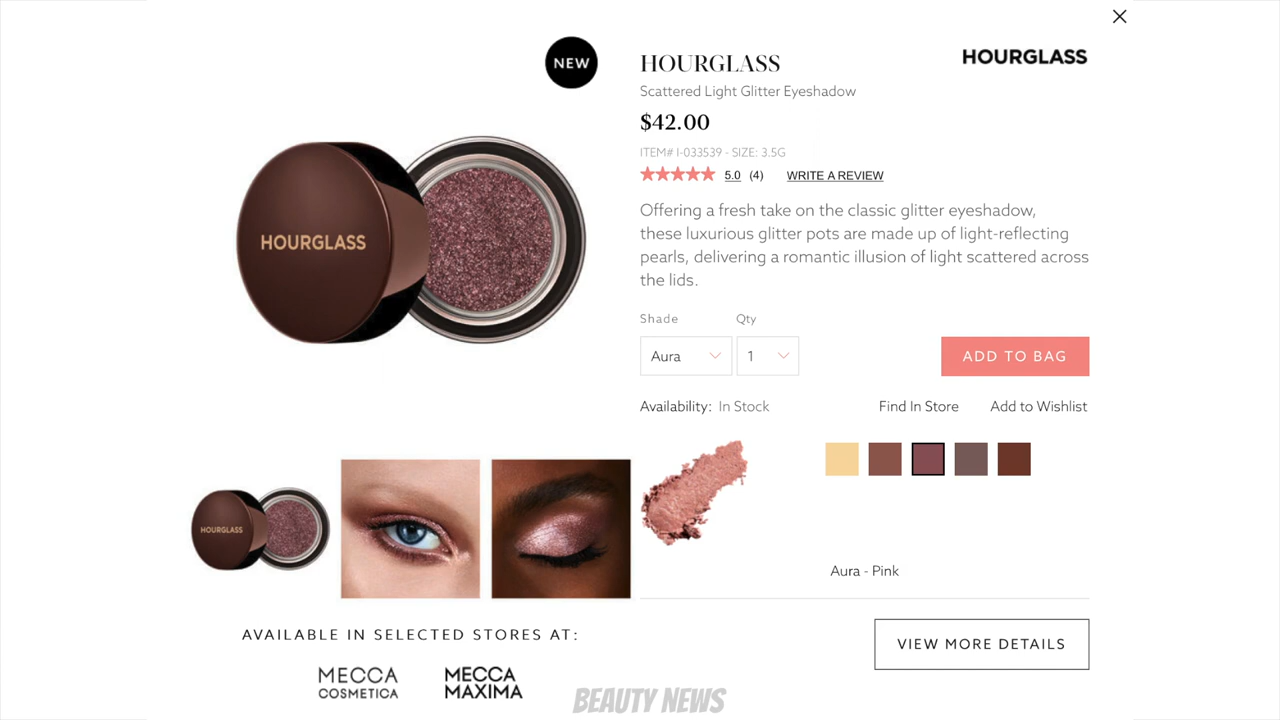 NEW
HOURGLASS
HOURGLASS
Scattered Light Glitter Eyeshadow
$42.00
ITEM# I-033539 - SIZE: 3.5G
5.0 (4) WRITE A REVIEW
Offering a fresh take on the classic glitter eyeshadow,
these luxurious glitter pots are made up of light-reflecting
pearls, delivering a romantic illusion of light scattered across
the lids.
Shade Qty
Aura 1
ADD TO BAG
Availability: In Stock
Find In Store Add to Wishlist
HOURGLASS
HOURGLASS
Aura - Pink
AVAILABLE IN SELECTED STORES AT:
MECCA
COSMETICA
MECCA
MAXIMA
VIEW MORE DETAILS
BEAUTY NEWS